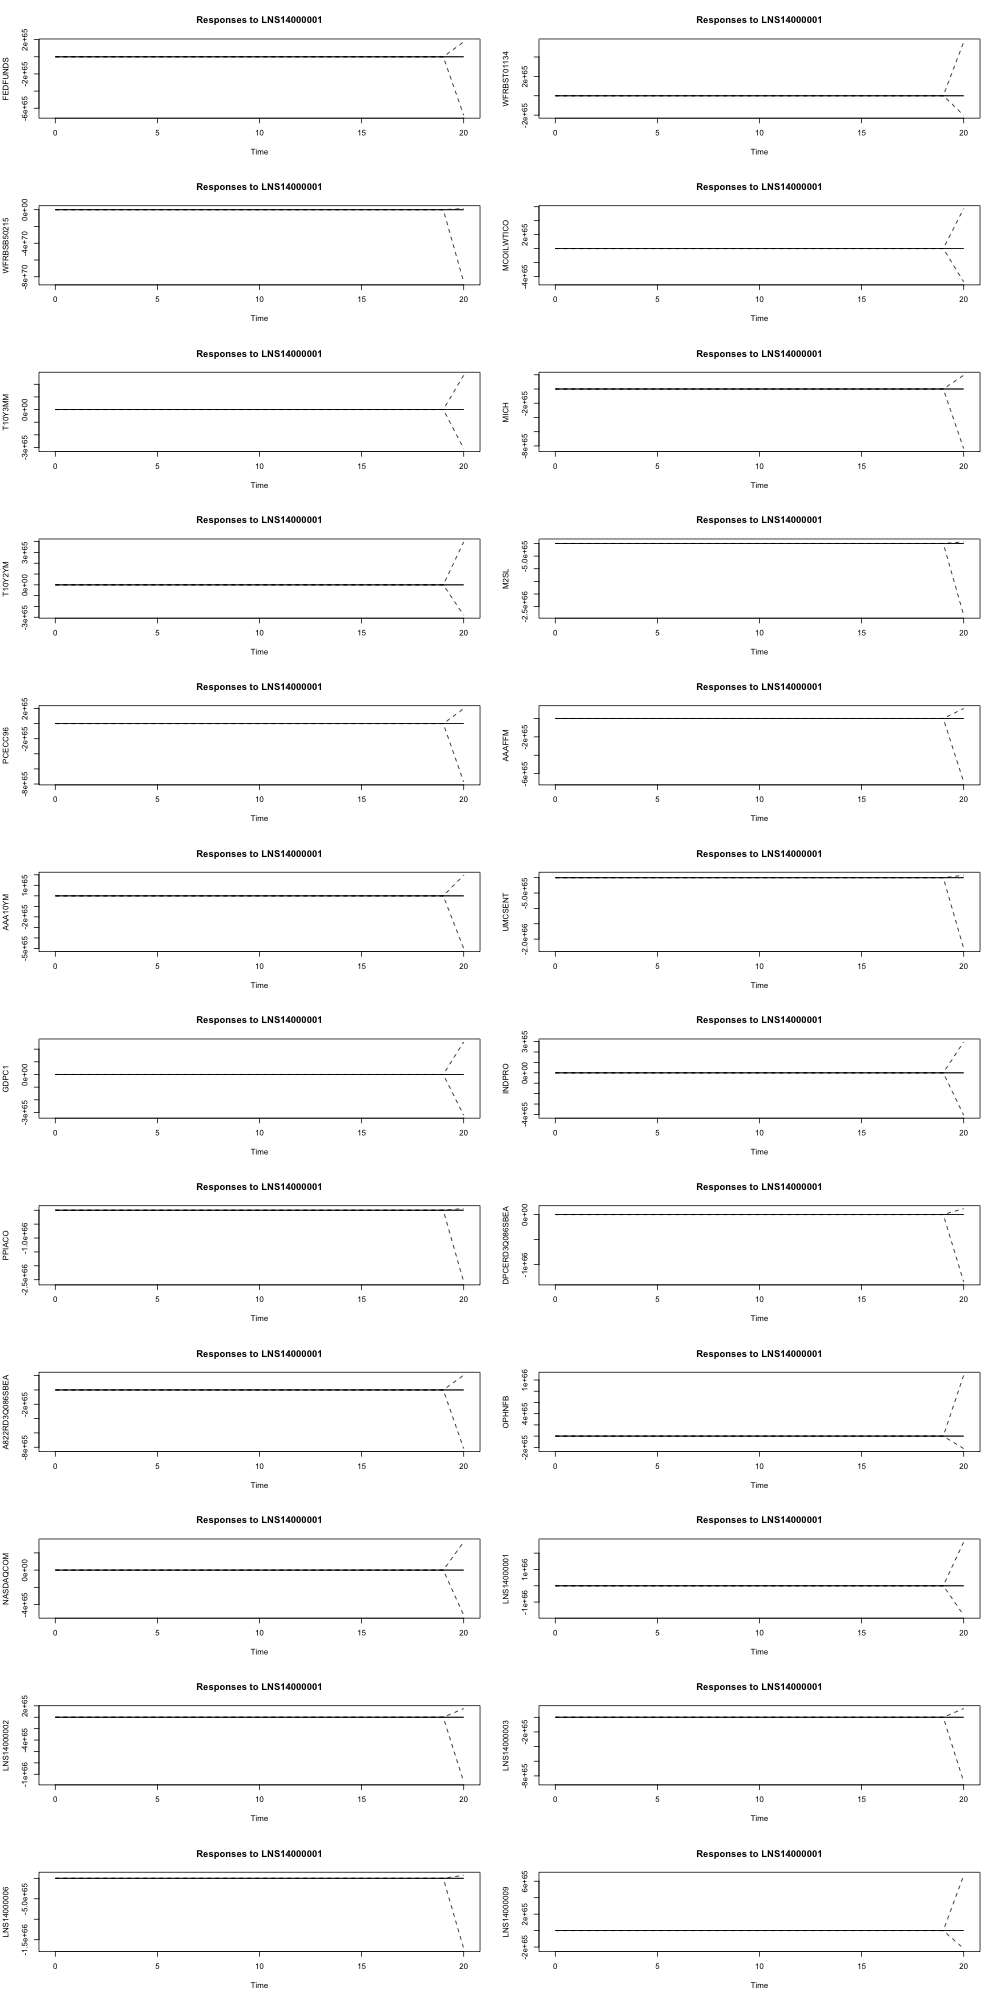 Responses to LNS14000001
FEDFUNDS
2e+65
-2e+65
-6e+65
0 5 10 15 20
Time
Responses to LNS14000001
WFRBST01134
2e+65
-2e+65
0 5 10 15 20
Time
Responses to LNS14000001
WFRBSB50215
0e+00
-4e+70
-8e+70
0 5 10 15 20
Time
Responses to LNS14000001
MCOILWTICO
2e+65
-4e+65
0 5 10 15 20
Time
Responses to LNS14000001
T10Y3MM
0e+00
-3e+65
0 5 10 15 20
Time
Responses to LNS14000001
MICH
-2e+65
-8e+65
0 5 10 15 20
Time
Responses to LNS14000001
T10Y2YM
3e+65
0e+00
-3e+65
0 5 10 15 20
Time
Responses to LNS14000001
M2SL
-5.0e+65
-2.5e+66
0 5 10 15 20
Time
Responses to LNS14000001
PCECC96
2e+65
-2e+65
-8e+65
0 5 10 15 20
Time
Responses to LNS14000001
AAAFFM
-2e+65
-6e+65
0 5 10 15 20
Time
Responses to LNS14000001
AAA10YM
1e+65
-2e+65
-5e+65
0 5 10 15 20
Time
Responses to LNS14000001
UMCSENT
-5.0e+65
-2.0e+66
0 5 10 15 20
Time
Responses to LNS14000001
GDPC1
0e+00
-3e+65
0 5 10 15 20
Time
Responses to LNS14000001
INDPRO
3e+65
0e+00
-4e+65
0 5 10 15 20
Time
Responses to LNS14000001
PPIACO
-1.0e+66
-2.5e+66
0 5 10 15 20
Time
Responses to LNS14000001
DPCERD3Q086SBEA
0e+00
-1e+66
0 5 10 15 20
Time
Responses to LNS14000001
A822RD3Q086SBEA
-2e+65
-8e+65
0 5 10 15 20
Time
Responses to LNS14000001
OPHNFB
1e+66
4e+65
-2e+65
0 5 10 15 20
Time
Responses to LNS14000001
NASDAQCOM
0e+00
-4e+65
0 5 10 15 20
Time
Responses to LNS14000001
LNS14000001
1e+66
-1e+66
0 5 10 15 20
Time
Responses to LNS14000001
LNS14000002
2e+65
-4e+65
-1e+66
0 5 10 15 20
Time
Responses to LNS14000001
LNS14000003
-2e+65
-8e+65
0 5 10 15 20
Time
Responses to LNS14000001
LNS14000006
-5.0e+65
-1.5e+66
0 5 10 15 20
Time
Responses to LNS14000001
LNS14000009
6e+65
2e+65
-2e+65
0 5 10 15 20
Time